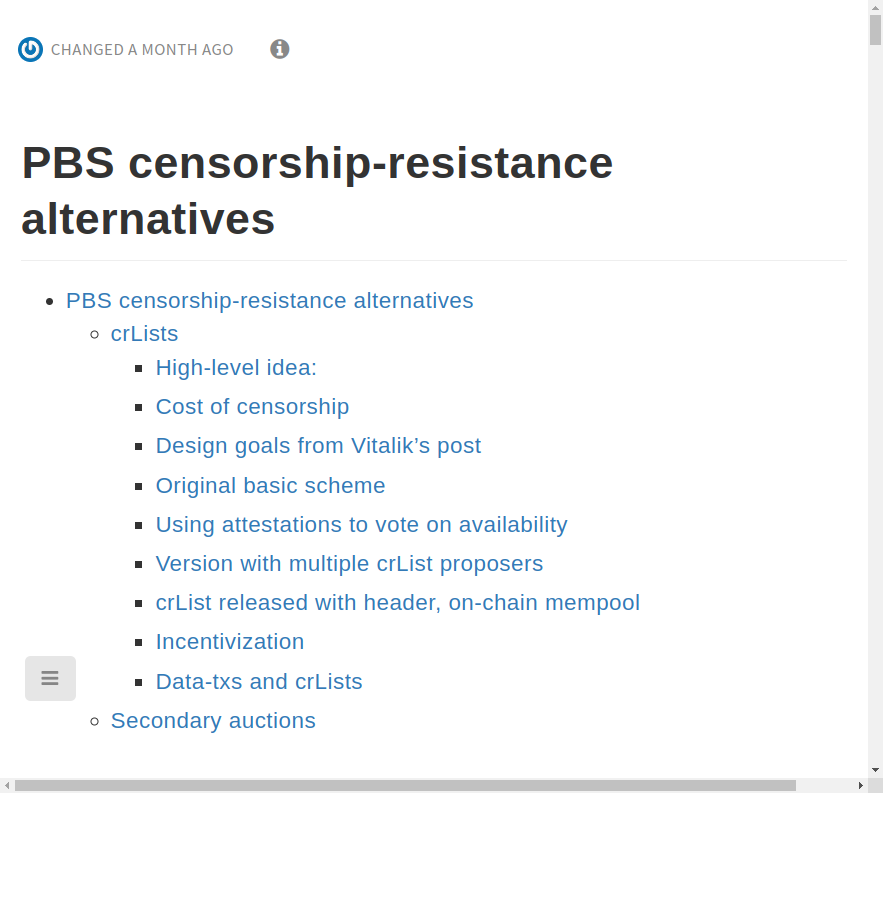 CHANGED A MONTH AGO
PBS censorship-resistance
alternatives
PBS censorship-resistance alternatives
crLists
High-level idea:
Cost of censorship
Design goals from Vitalik’s post
Original basic scheme
Using attestations to vote on availability
Version with multiple crList proposers
crList released with header, on-chain mempool
Incentivization
Data-txs and crLists
Secondary auctions